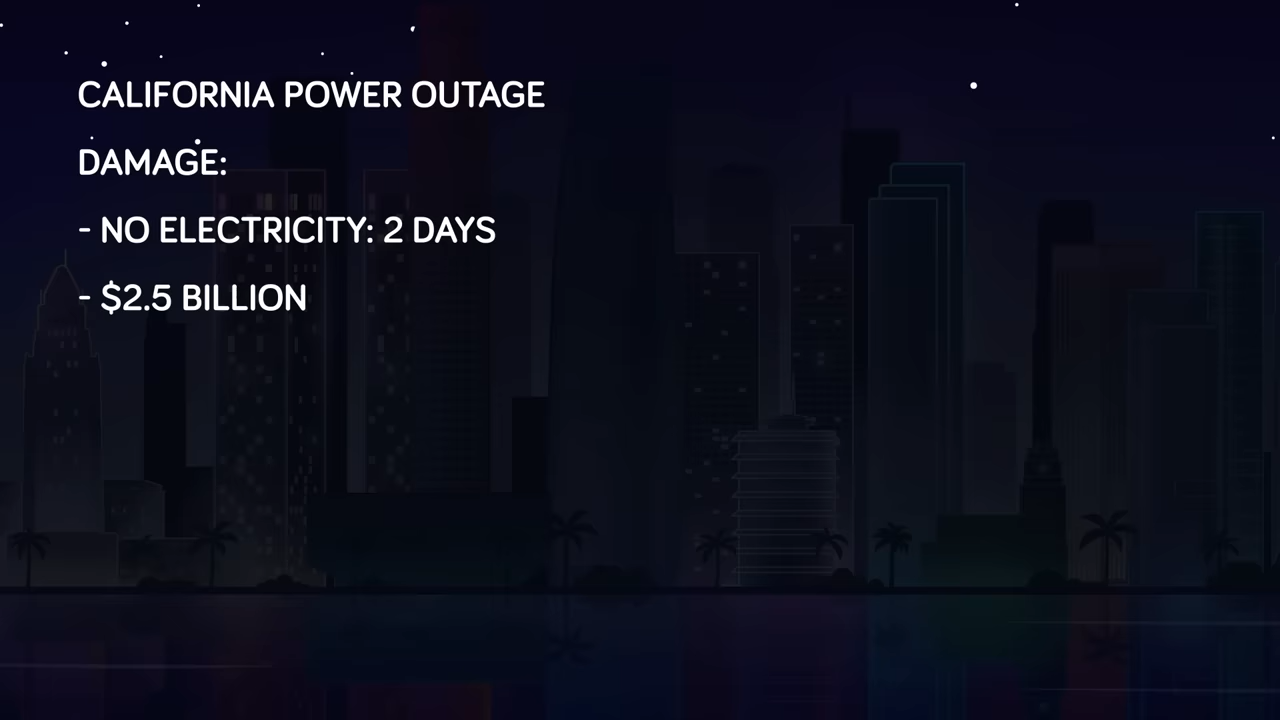 CALIFORNIA POWER OUTAGE
DAMAGE:
- NO ELECTRICITY: 2 DAYS
- $2.5 BILLION